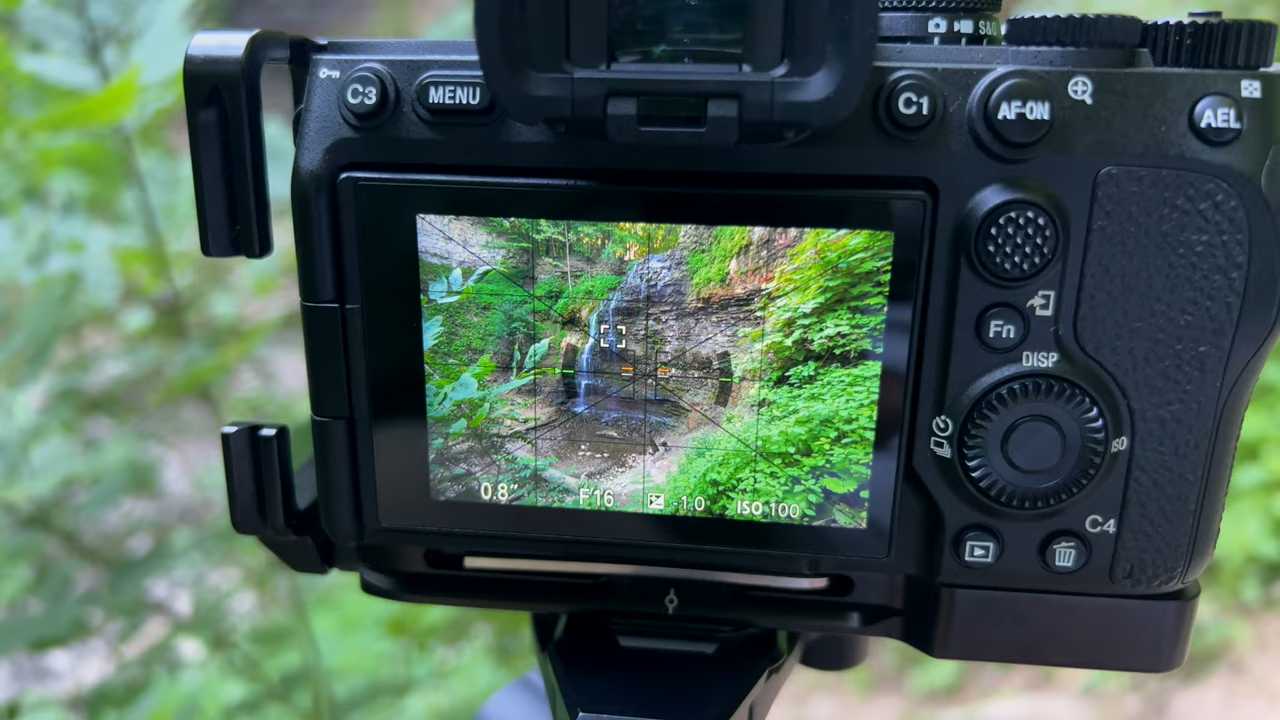 S&Q
C3
MENU
C1
AF-ON
AEL
Fn
DISP
ISO
0.8"
F16
-1.0
ISO 100
C4